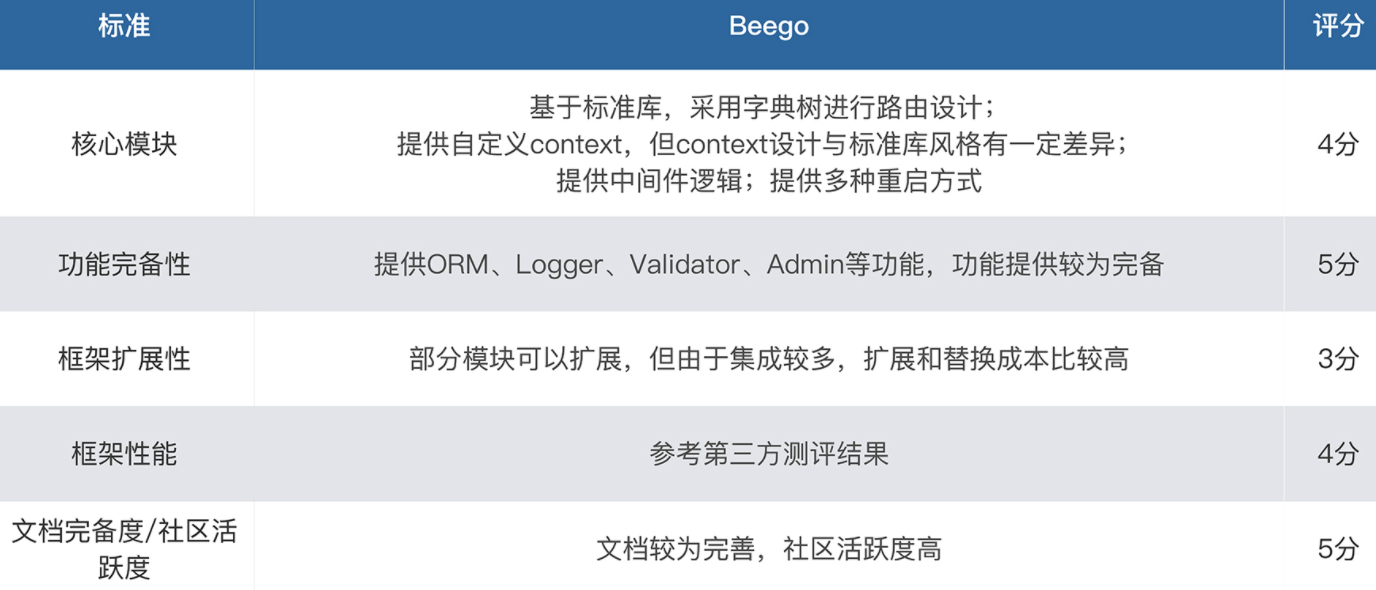 标准 Beego 评分
基于标准库，采用字典树进行路由设计；
核心模块 提供自定义context，但context设计与标准库风格有一定差异； 4分
提供中间件逻辑；提供多种重启方式
功能完备性 提供ORM、Logger、Validator、Admin等功能，功能提供较为完备 5分
框架扩展性 部分模块可以扩展，但由于集成较多，扩展和替换成本比较高 3分
框架性能 参考第三方测评结果 4分
文档完备度/社区活
跃度 文档较为完善，社区活跃度高 5分